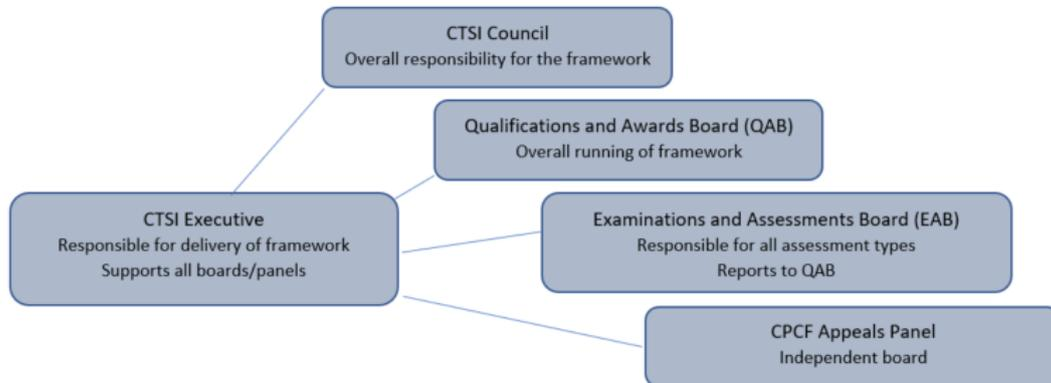 CTSI Council
Overall responsibility for the framework
Qualifications and Awards Board (QAB)
Overall running of framework
CTSI Executive
Responsible for delivery of framework
Supports all boards/panels
Examinations and Assessments Board (EAB)
Responsible for all assessment types
Reports to QAB
CPCF Appeals Panel
Independent board